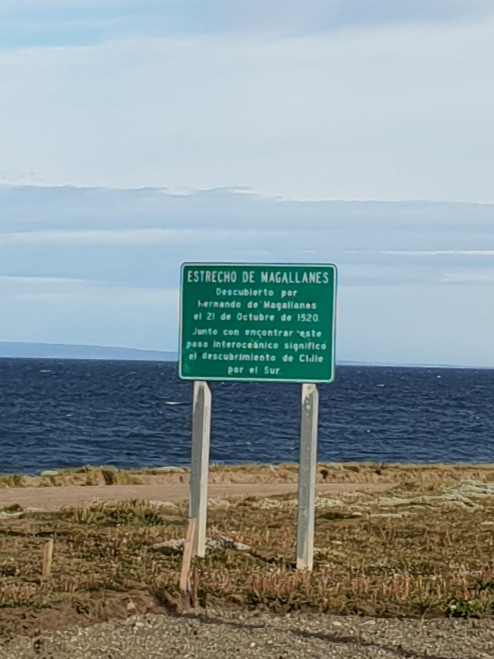 ESTRECHO DE MAGALLANES
Descubierto por
Hernando de Magallanes
el 21 de Octubre de 1520.
Junto con encontrar este
paso interoceánico significó
el descubrimiento de Chile
por el Sur.